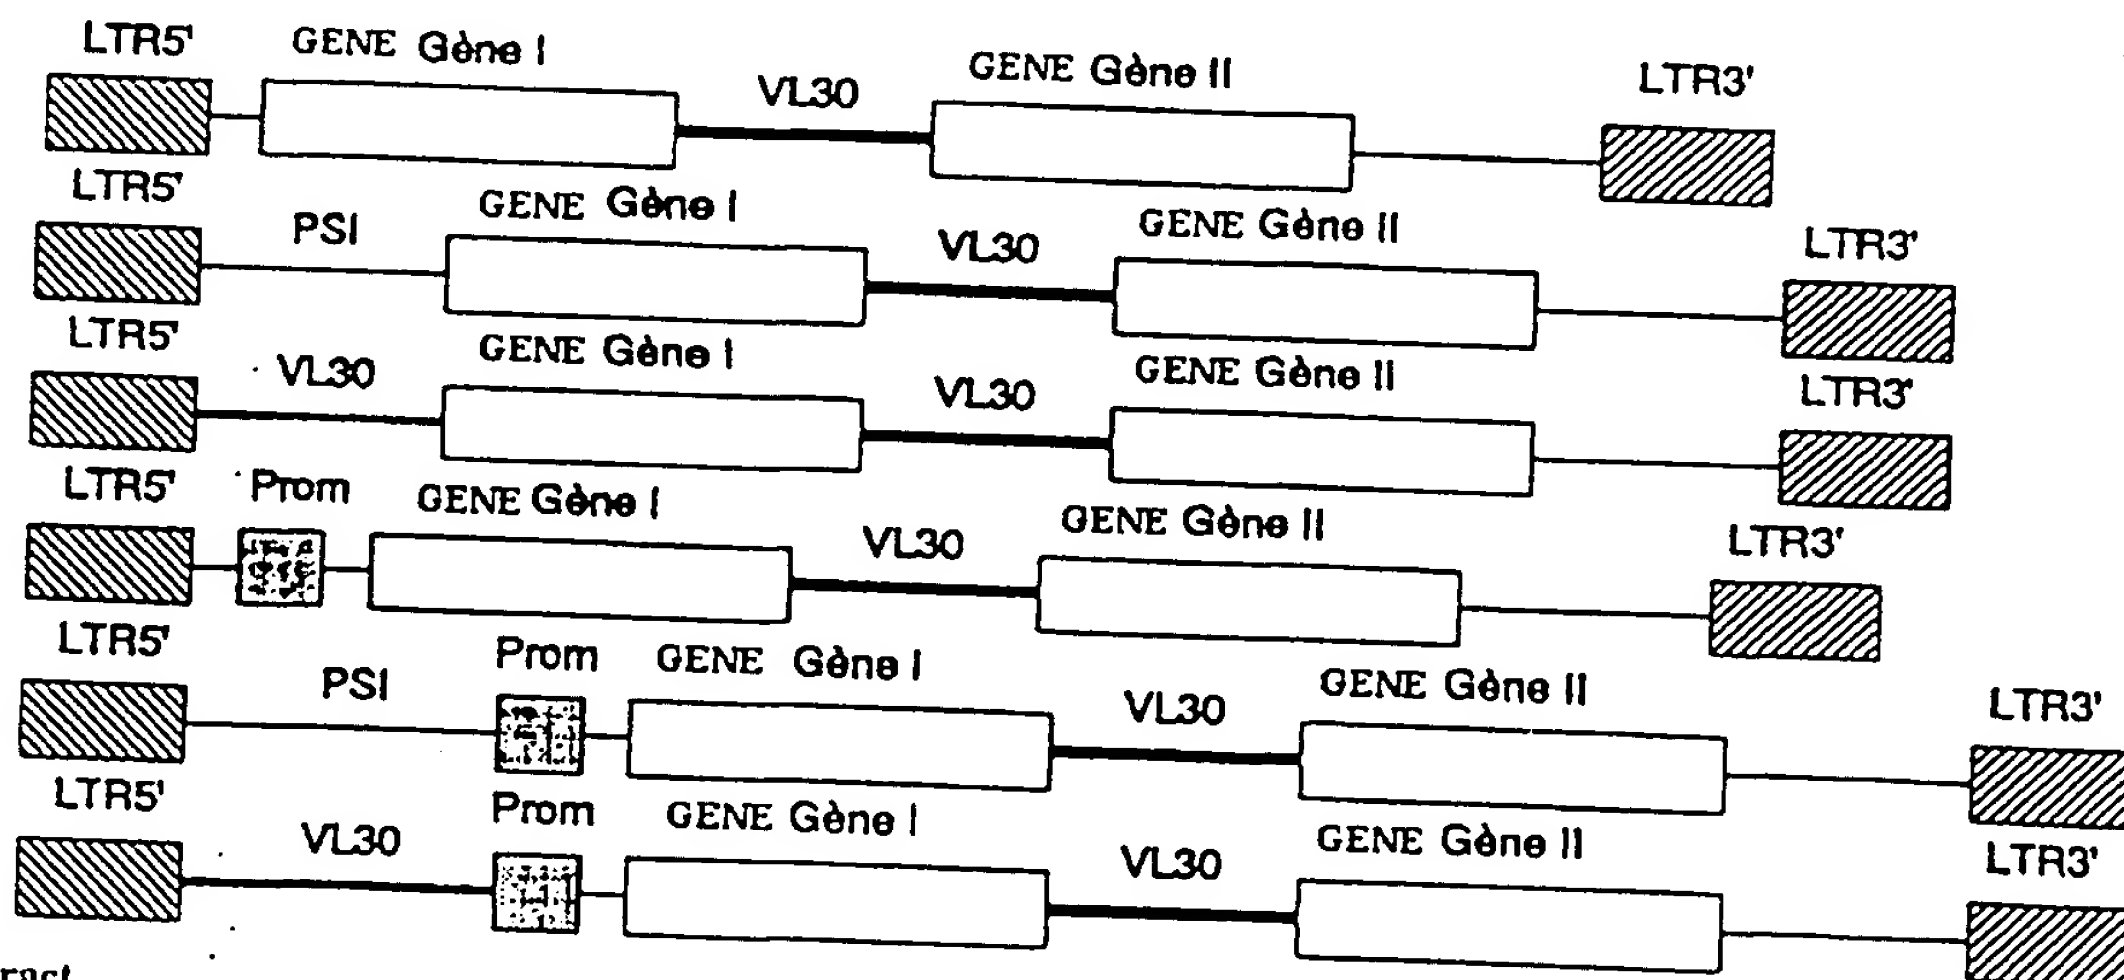 LTR5' GENE Gène I VL30 GENE Gène II LTR3'
LTR5' PSI GENE Gène I VL30 GENE Gène II LTR3'
LTR5' VL30 GENE Gène I VL30 GENE Gène II LTR3'
LTR5' Prom GENE Gène I VL30 GENE Gène II LTR3'
LTR5' PSI Prom GENE Gène I VL30 GENE Gène II LTR3'
LTR5' VL30 Prom GENE Gène I VL30 GENE Gène II LTR3'